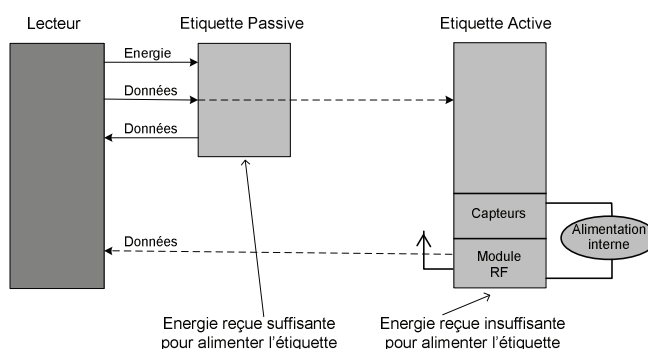 Lecteur
Etiquette Passive
Etiquette Active
Energie
Données
Données
Capteurs
Alimentation
interne
Données
Module
RF
Energie reçue suffisante
pour alimenter l'étiquette
Energie reçue insuffisante
pour alimenter l'étiquette